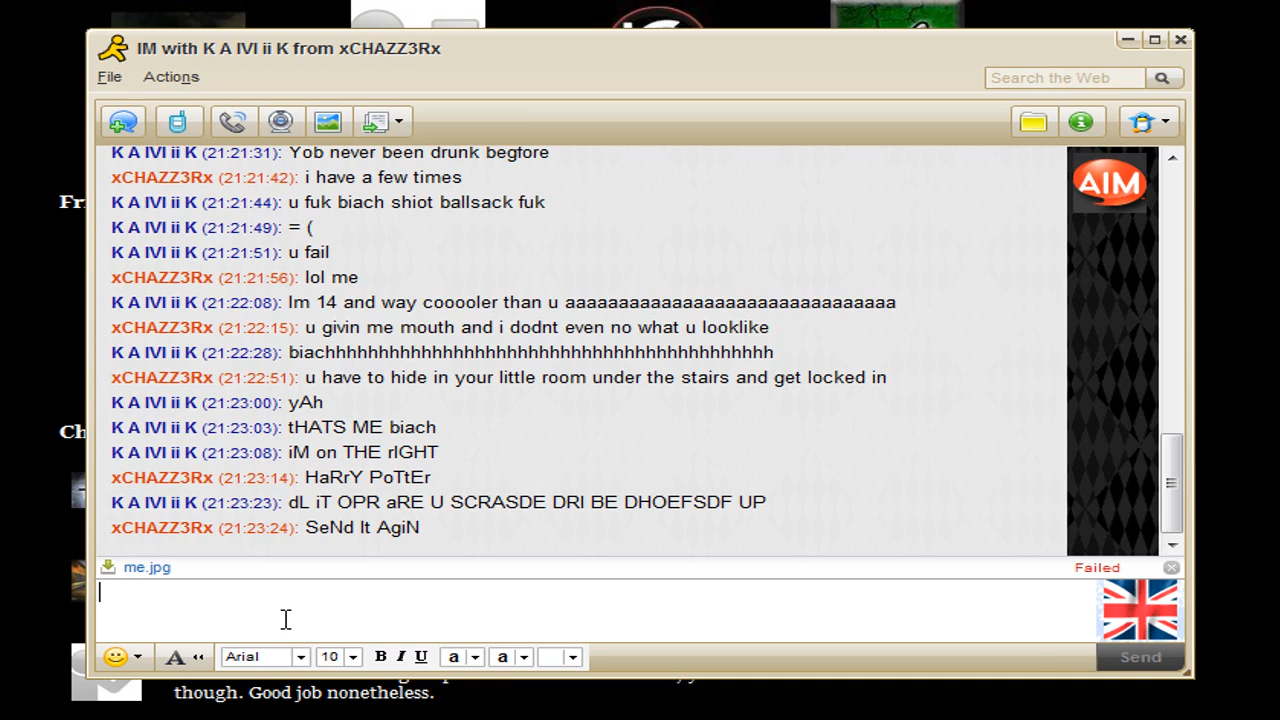 IM with K A IVI ii K from xCHAZZ3Rx
File Actions Search the Web
K A IVI ii K (21:21:31): Yob never been drunk begfore
xCHAZZ3Rx (21:21:42): i have a few times
K A IVI ii K (21:21:44): u fuk biach shiot ballsack fuk
K A IVI ii K (21:21:49): = (
K A IVI ii K (21:21:51): u fail
xCHAZZ3Rx (21:21:56): lol me
K A IVI ii K (21:22:08): Im 14 and way cooooler than u aaaaaaaaaaaaaaaaaaaaaaaaaaaaaaa
xCHAZZ3Rx (21:22:15): u givin me mouth and i dodnt even no what u looklike
K A IVI ii K (21:22:28): biachhhhhhhhhhhhhhhhhhhhhhhhhhhhhhhhhhhhhhhhhh
xCHAZZ3Rx (21:22:51): u have to hide in your little room under the stairs and get locked in
K A IVI ii K (21:23:00): yAh
K A IVI ii K (21:23:03): tHATS ME biach
K A IVI ii K (21:23:08): iM on THE rIGHT
xCHAZZ3Rx (21:23:14): HaRrY PoTtEr
K A IVI ii K (21:23:23): dL iT OPR aRE U SCRASDE DRI BE DHOEFSDF UP
xCHAZZ3Rx (21:23:24): SeNd It AgiN
AIM
Fr
Ch
me.jpg Failed
A Arial 10 B I U a a Send
though. Good job nonetheless.